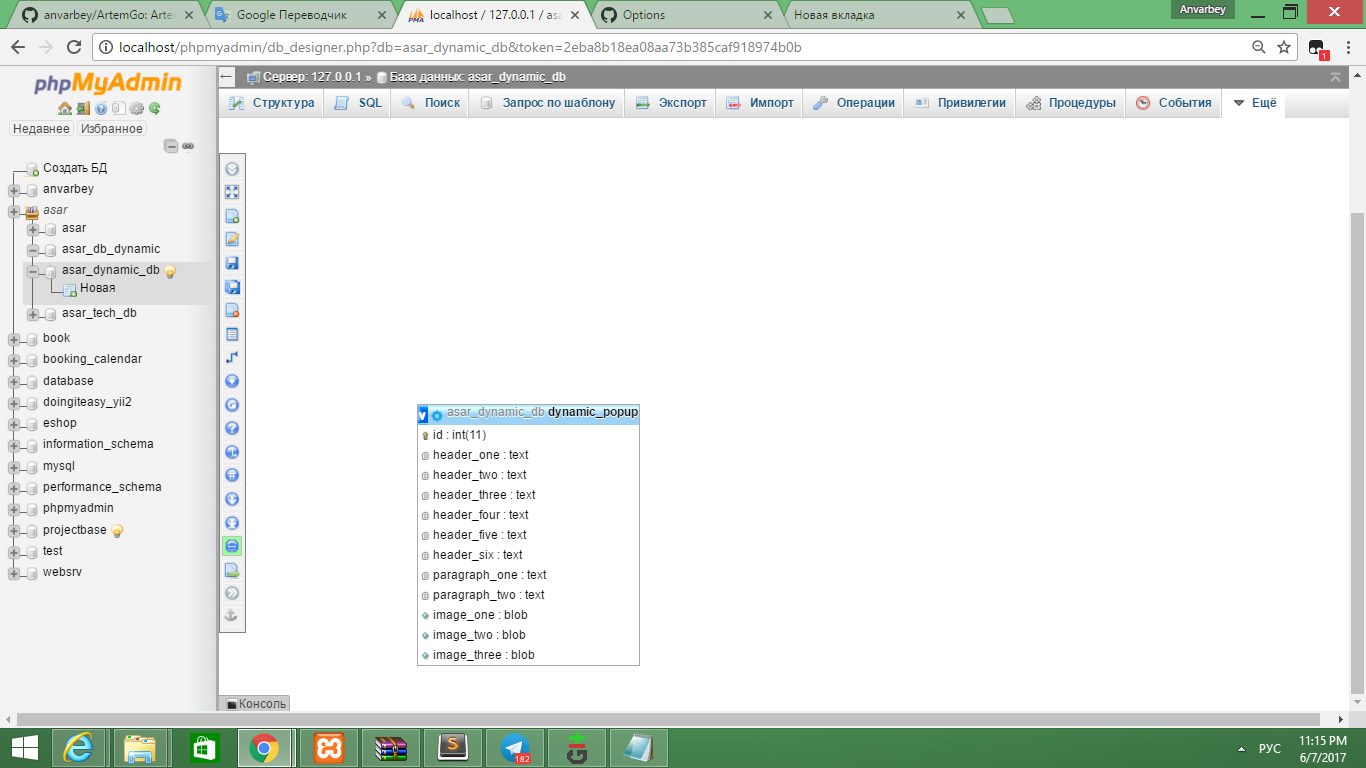 anvarbey/ArtemGo: Arte
Google Переводчик
localhost / 127.0.0.1 / asa
Options
Новая вкладка
Anvarbey
localhost/phpmyadmin/db_designer.php?db=asar_dynamic_db&token=2eba8b18ea08aa73b385caf918974b0b
1
phpMyAdmin
Недавнее Избранное
Создать БД
anvarbey
asar
asar
asar_db_dynamic
asar_dynamic_db
Новая
asar_tech_db
book
booking_calendar
database
doingiteasy_yii2
eshop
information_schema
mysql
performance_schema
phpmyadmin
projectbase
test
websrv
Сервер: 127.0.0.1 » База данных: asar_dynamic_db
Структура SQL Поиск Запрос по шаблону Экспорт Импорт Операции Привилегии Процедуры События Ещё
v asar_dynamic_db dynamic_popup
id : int(11)
header_one : text
header_two : text
header_three : text
header_four : text
header_five : text
header_six : text
paragraph_one : text
paragraph_two : text
image_one : blob
image_two : blob
image_three : blob
Консоль
182
РУС
11:15 PM
6/7/2017